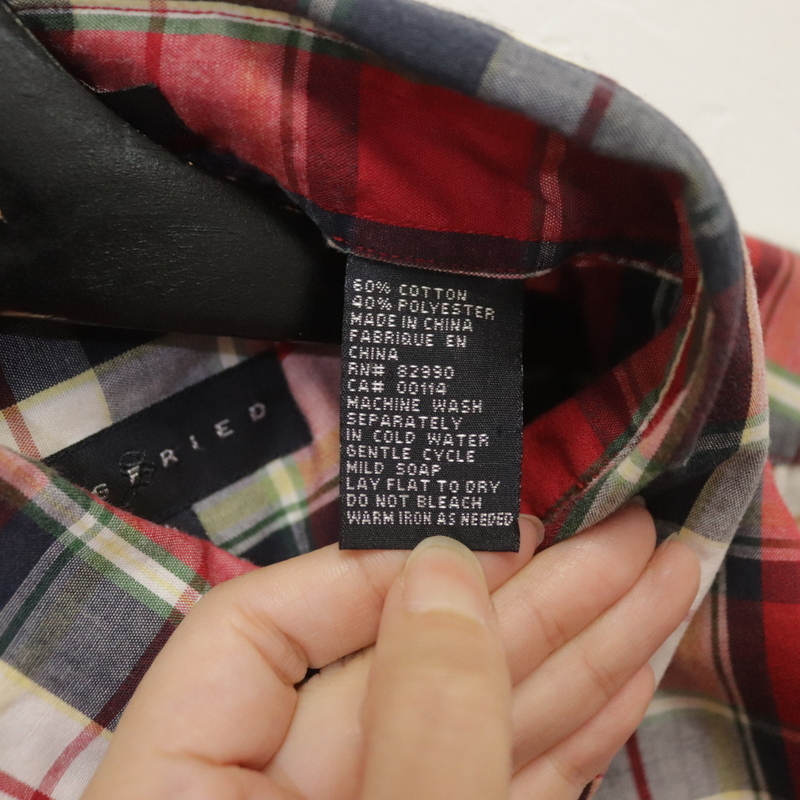 60% COTTON
40% POLYESTER
MADE IN CHINA
FABRIQUE EN
CHINA
RN# 82990
CA# 00114
MACHINE WASH
SEPARATELY
IN COLD WATER
GENTLE CYCLE
MILD SOAP
LAY FLAT TO DRY
DO NOT BLEACH
WARM IRON AS NEEDED